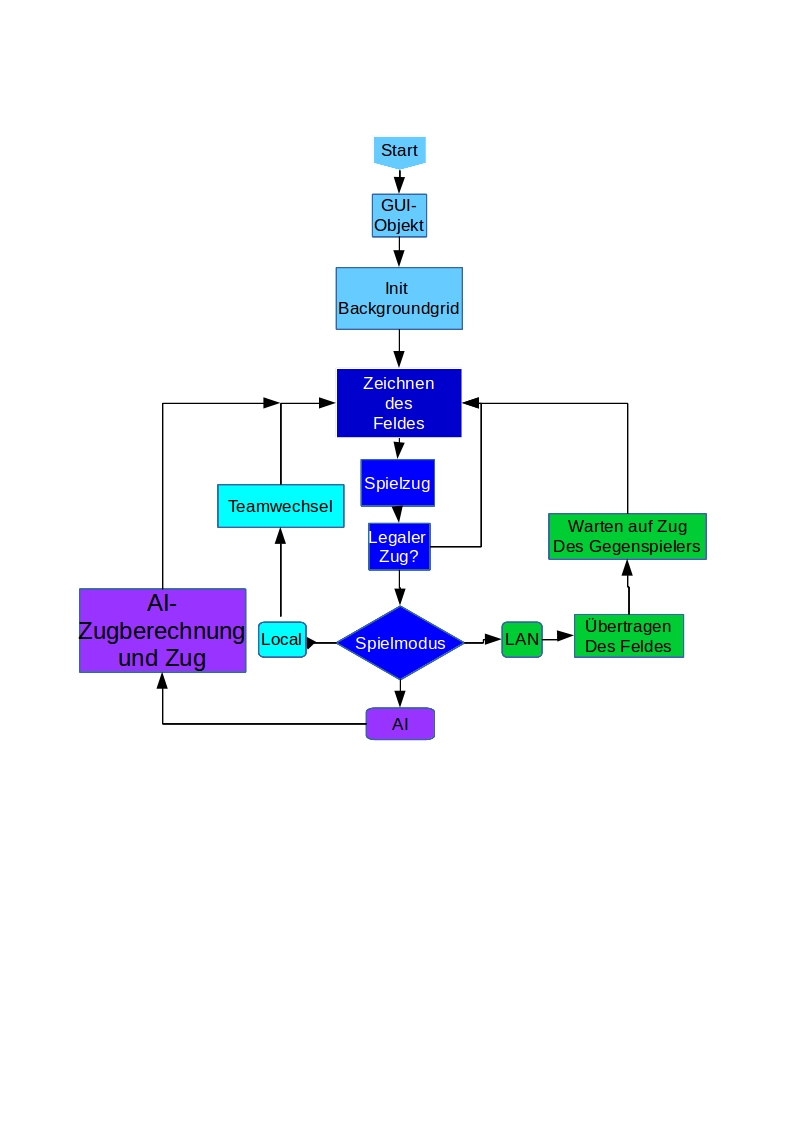 Start
GUI-
Objekt
Init
Backgroundgrid
Zeichnen
des
Feldes
Spielzug
Teamwechsel
Legaler
Zug?
Warten auf Zug
Des Gegenspielers
AI-
Zugberechnung
und Zug
Local
Spielmodus
LAN
Übertragen
Des Feldes
AI